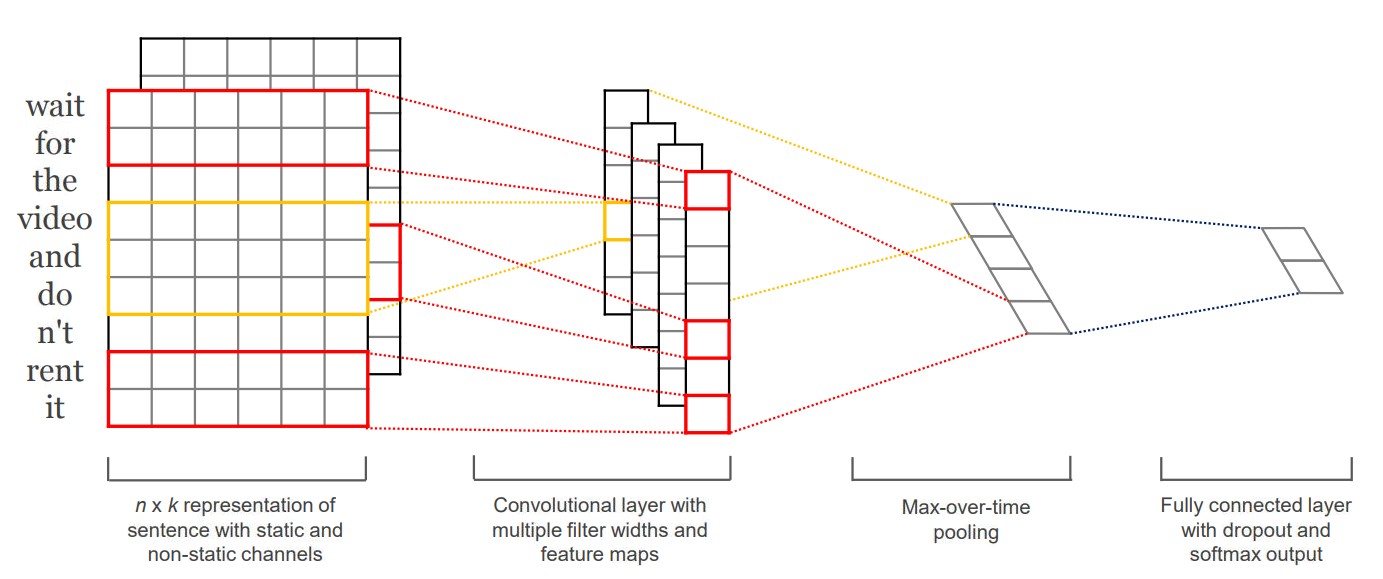 wait
for
the
video
and
do
n't
rent
it
n x k representation of
sentence with static and
non-static channels
Convolutional layer with
multiple filter widths and
feature maps
Max-over-time
pooling
Fully connected layer
with dropout and
softmax output